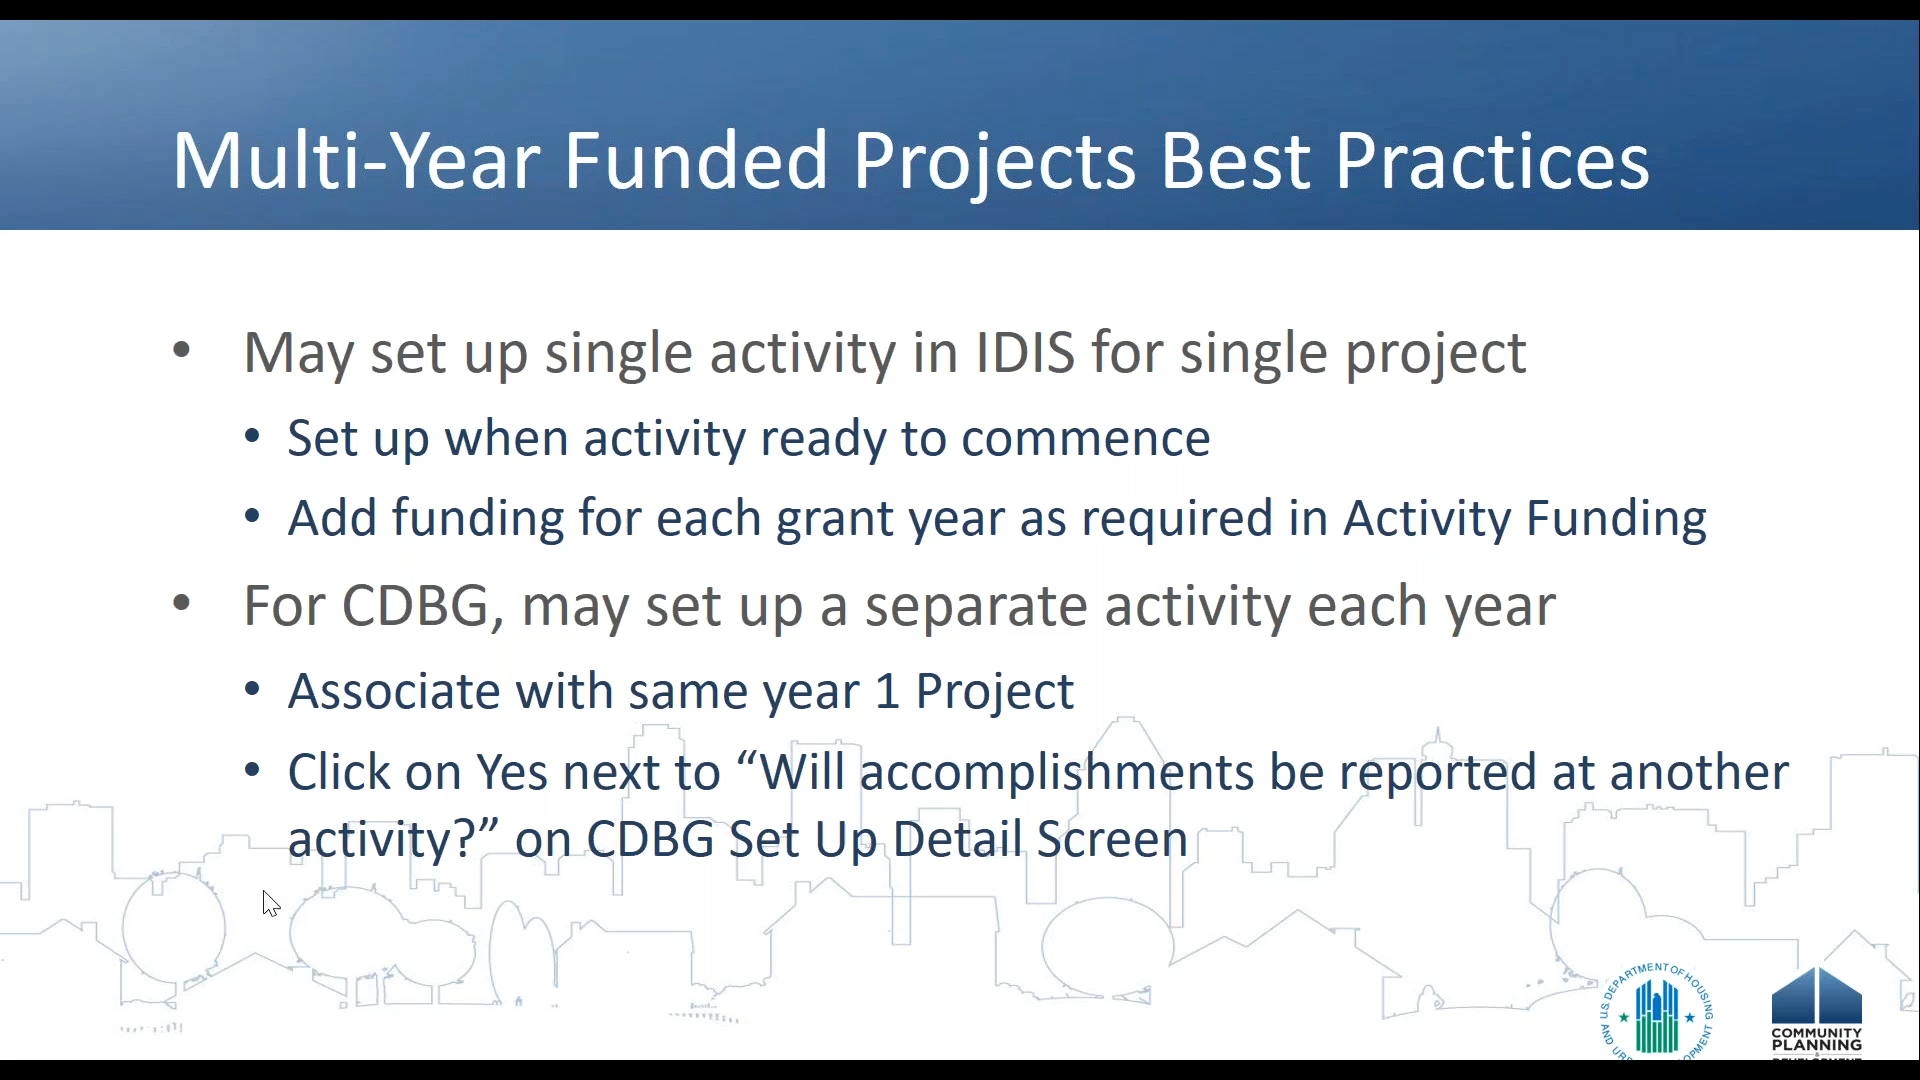 Multi-Year Funded Projects Best Practices
• May set up single activity in IDIS for single project
• Set up when activity ready to commence
• Add funding for each grant year as required in Activity Funding
• For CDBG, may set up a separate activity each year
• Associate with same year 1 Project
• Click on Yes next to “Will accomplishments be reported at another
activity?” on CDBG Set Up Detail Screen
U.S. DEPARTMENT OF HOUSING
AND
COMMUNITY
PLANNING